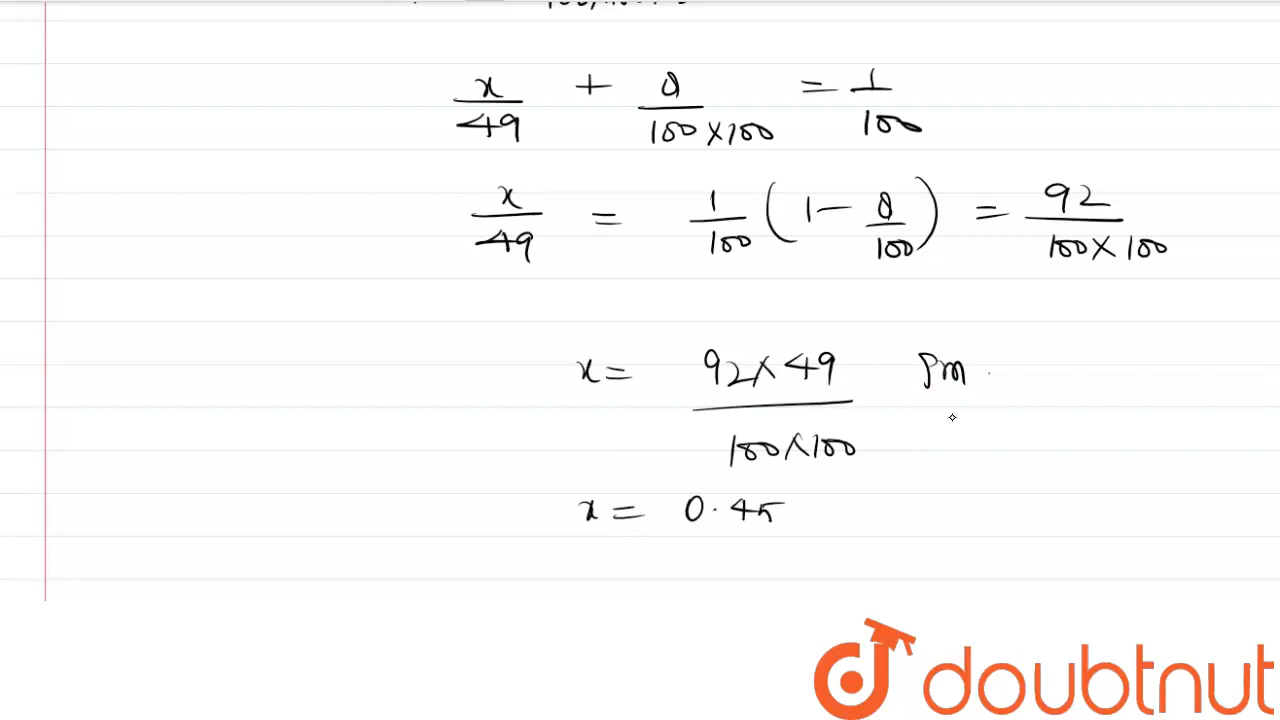 x/49 + 8/100×100 = 1/100
x/49 = 1/100 (1 - 8/100) = 92/100×100
x = 92×49/100×100 gm
x = 0.45
doubtnut